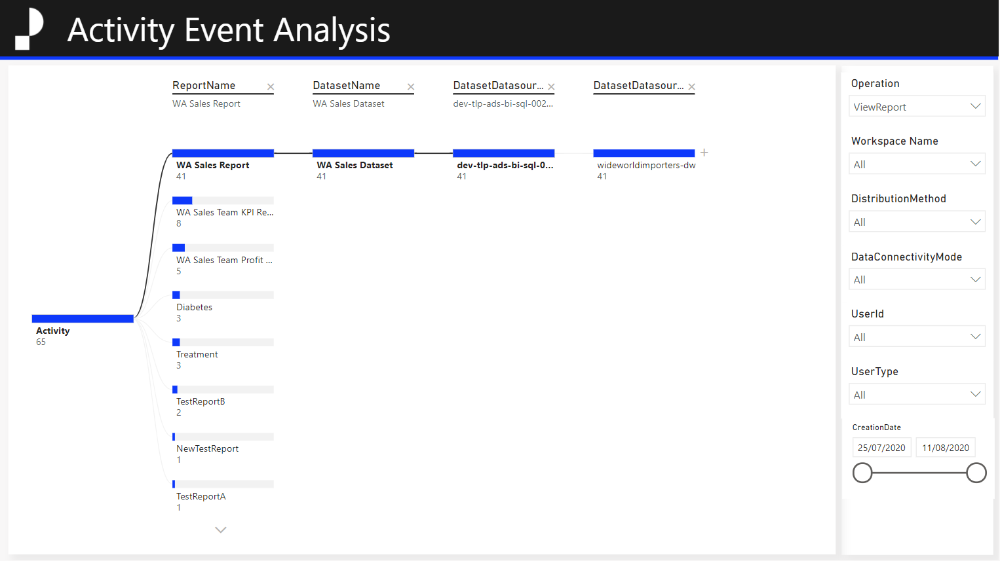 Activity Event Analysis
ReportName
WA Sales Report
DatasetName
WA Sales Dataset
DatasetDatasour...
dev-tlp-ads-bi-sql-002...
DatasetDatasour...
WA Sales Report
41
WA Sales Dataset
41
dev-tlp-ads-bi-sql-0...
41
wideworldimporters-dw
41
WA Sales Team KPI Re...
8
WA Sales Team Profit ...
5
Diabetes
3
Activity
65
Treatment
3
TestReportB
2
NewTestReport
1
TestReportA
1
Operation
ViewReport
Workspace Name
All
DistributionMethod
All
DataConnectivityMode
All
UserId
All
UserType
All
CreationDate
25/07/2020
11/08/2020